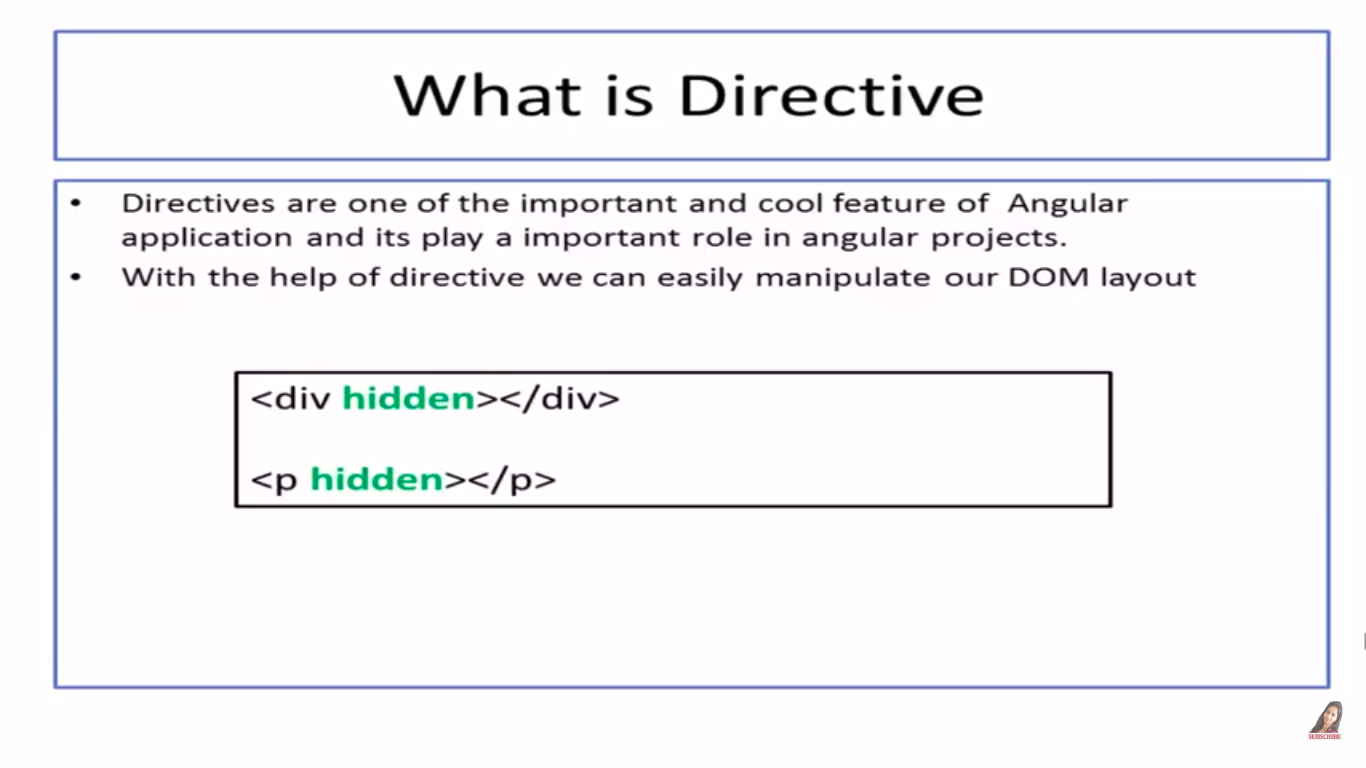 What is Directive
• Directives are one of the important and cool feature of Angular
application and its play a important role in angular projects.
• With the help of directive we can easily manipulate our DOM layout
<div hidden></div>
<p hidden></p>
SUBSCRIBE